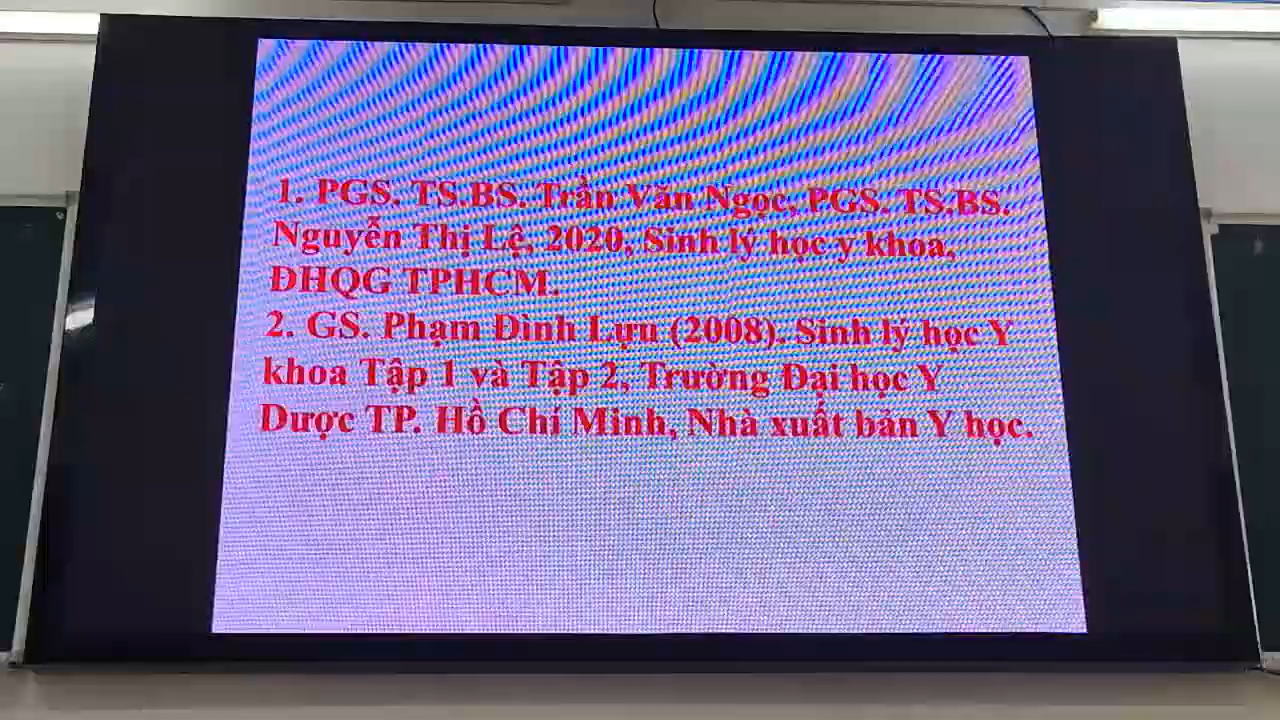 1. PGS. TS.BS. Trần Văn Ngọc, PGS. TS.BS.
Nguyễn Thị Lệ, 2020, Sinh lý học y khoa,
ĐHQG TPHCM.
2. GS. Phạm Đình Lựu (2008). Sinh lý học Y
khoa Tập 1 và Tập 2, Trường Đại học Y
Dược TP. Hồ Chí Minh, Nhà xuất bản Y học.